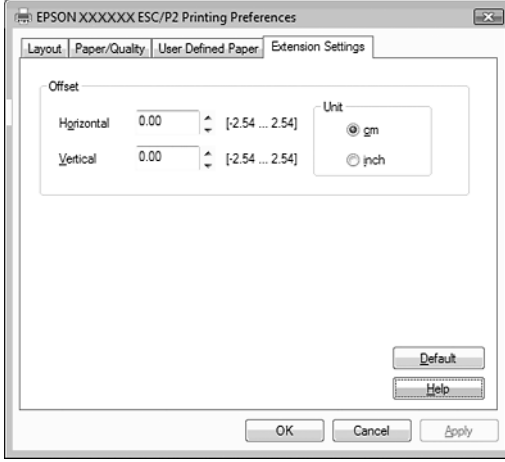 EPSON XXXXXX ESC/P2 Printing Preferences
Layout Paper/Quality User Defined Paper Extension Settings
Offset
Unit
Horizontal 0.00 [-2.54 ... 2.54]
cm
Vertical 0.00 [-2.54 ... 2.54]
inch
Default
Help
OK Cancel Apply